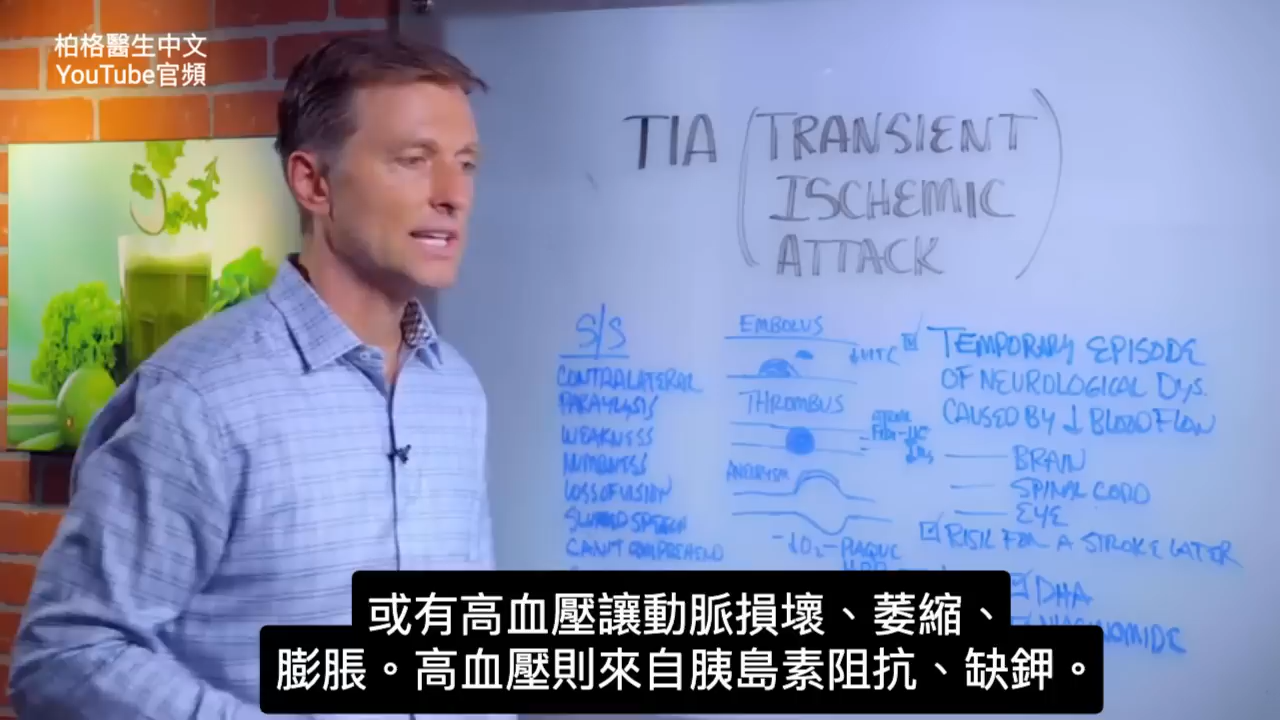 柏格醫生中文
YouTube官頻
TIA (TRANSIENT
ISCHEMIC
ATTACK)
S/S
CONTRALATERAL
PARALYSIS
WEAKNESS
NUMBNESS
LOSS OF VISION
SLURRED SPEECH
CAN'T COMPREHEND
EMBOLUS
THROMBUS
ANEURYSM
PLAQUE
TEMPORARY EPISODE
OF NEUROLOGICAL DYS.
CAUSED BY ↓ BLOOD FLOW
BRAIN
SPINAL CORD
EYE
RISK FOR A STROKE LATER
DHA
或有高血壓讓動脈損壞、萎縮、
膨脹。高血壓則來自胰島素阻抗、缺鉀。